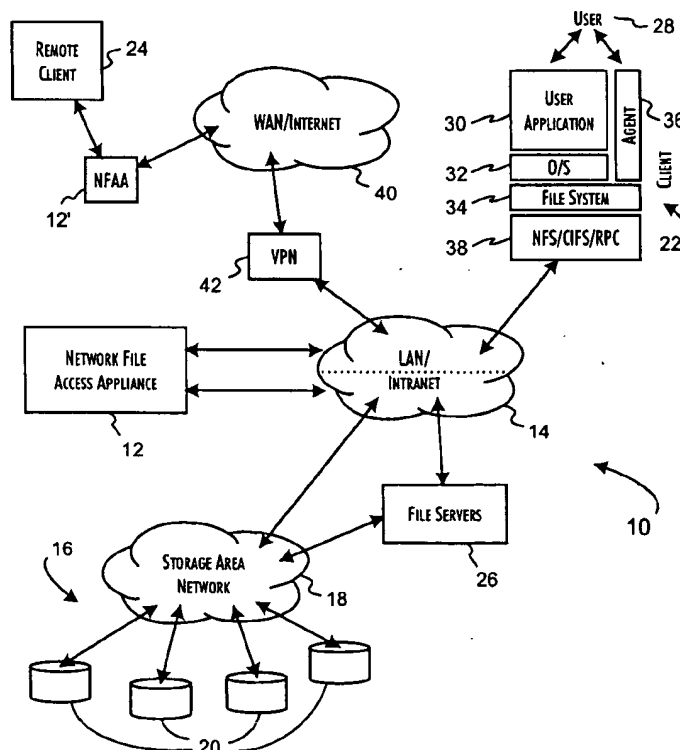 REMOTE
CLIENT
24
NFAA
12'
WAN/INTERNET
40
VPN
42
USER
28
30
USER
APPLICATION
AGENT
36
32
O/S
34
FILE SYSTEM
CLIENT
38
NFS/CIFS/RPC
22
NETWORK FILE
ACCESS APPLIANCE
12
LAN/
INTRANET
14
FILE SERVERS
26
10
16
STORAGE AREA
NETWORK
18
20